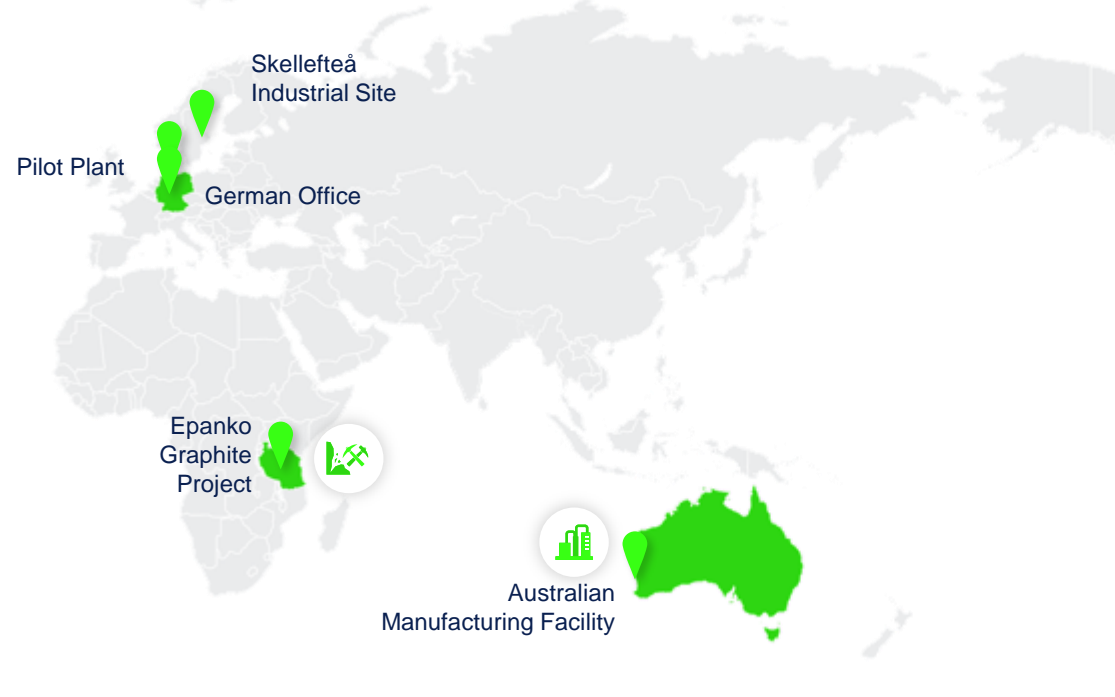 Skellefteå
Industrial Site
Pilot Plant
German Office
Epanko
Graphite
Project
Australian
Manufacturing Facility